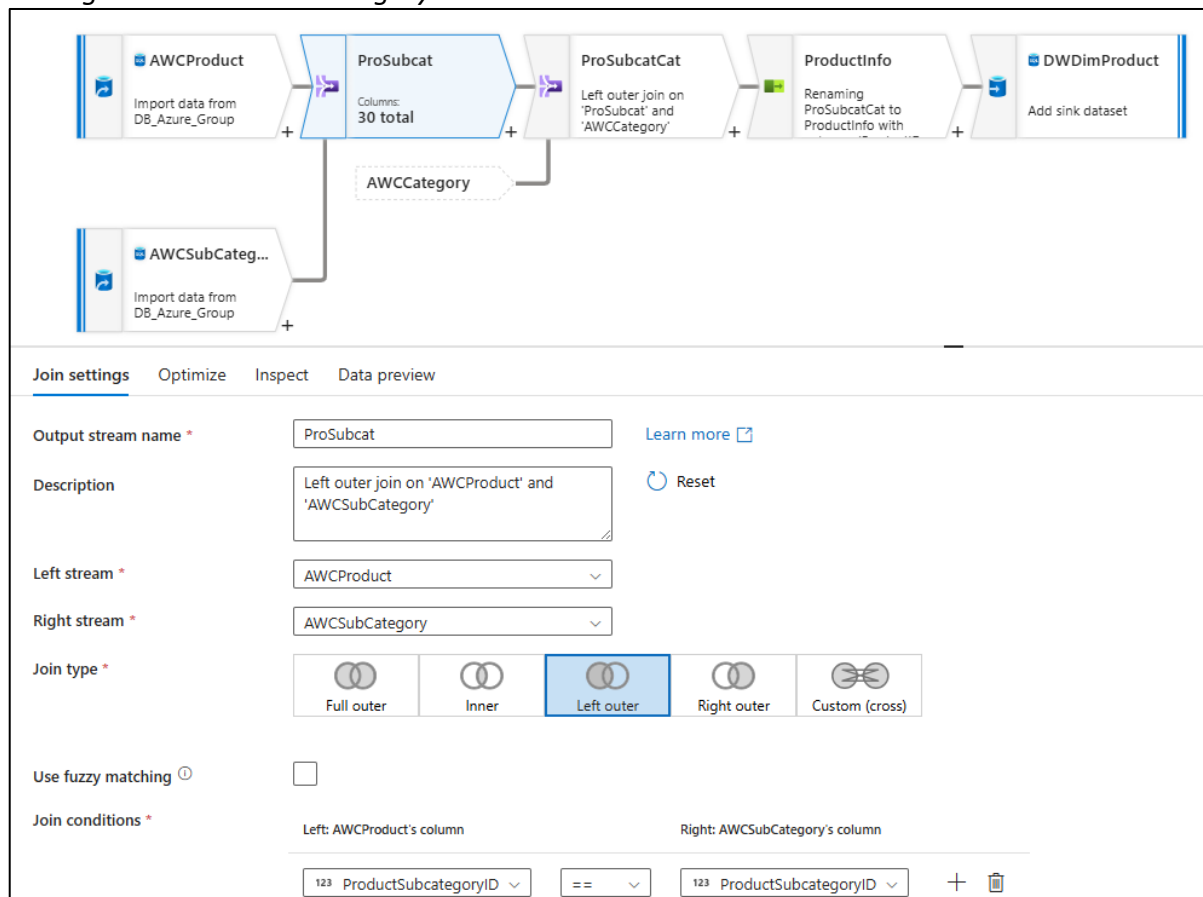 AWCProduct
Import data from
DB_Azure_Group
+
ProSubcat
Columns:
30 total
+
ProSubcatCat
Left outer join on
'ProSubcat' and
'AWCCategory'
+
ProductInfo
Renaming
ProSubcatCat to
ProductInfo with
+
DWDimProduct
Add sink dataset
AWCCategory
AWCSubCateg...
Import data from
DB_Azure_Group
+
Join settings Optimize Inspect Data preview
Output stream name * ProSubcat Learn more
Description Left outer join on 'AWCProduct' and
'AWCSubCategory' Reset
Left stream * AWCProduct
Right stream * AWCSubCategory
Join type * Full outer Inner Left outer Right outer Custom (cross)
Use fuzzy matching
Join conditions * Left: AWCProduct's column Right: AWCSubCategory's column
123 ProductSubcategoryID == 123 ProductSubcategoryID +